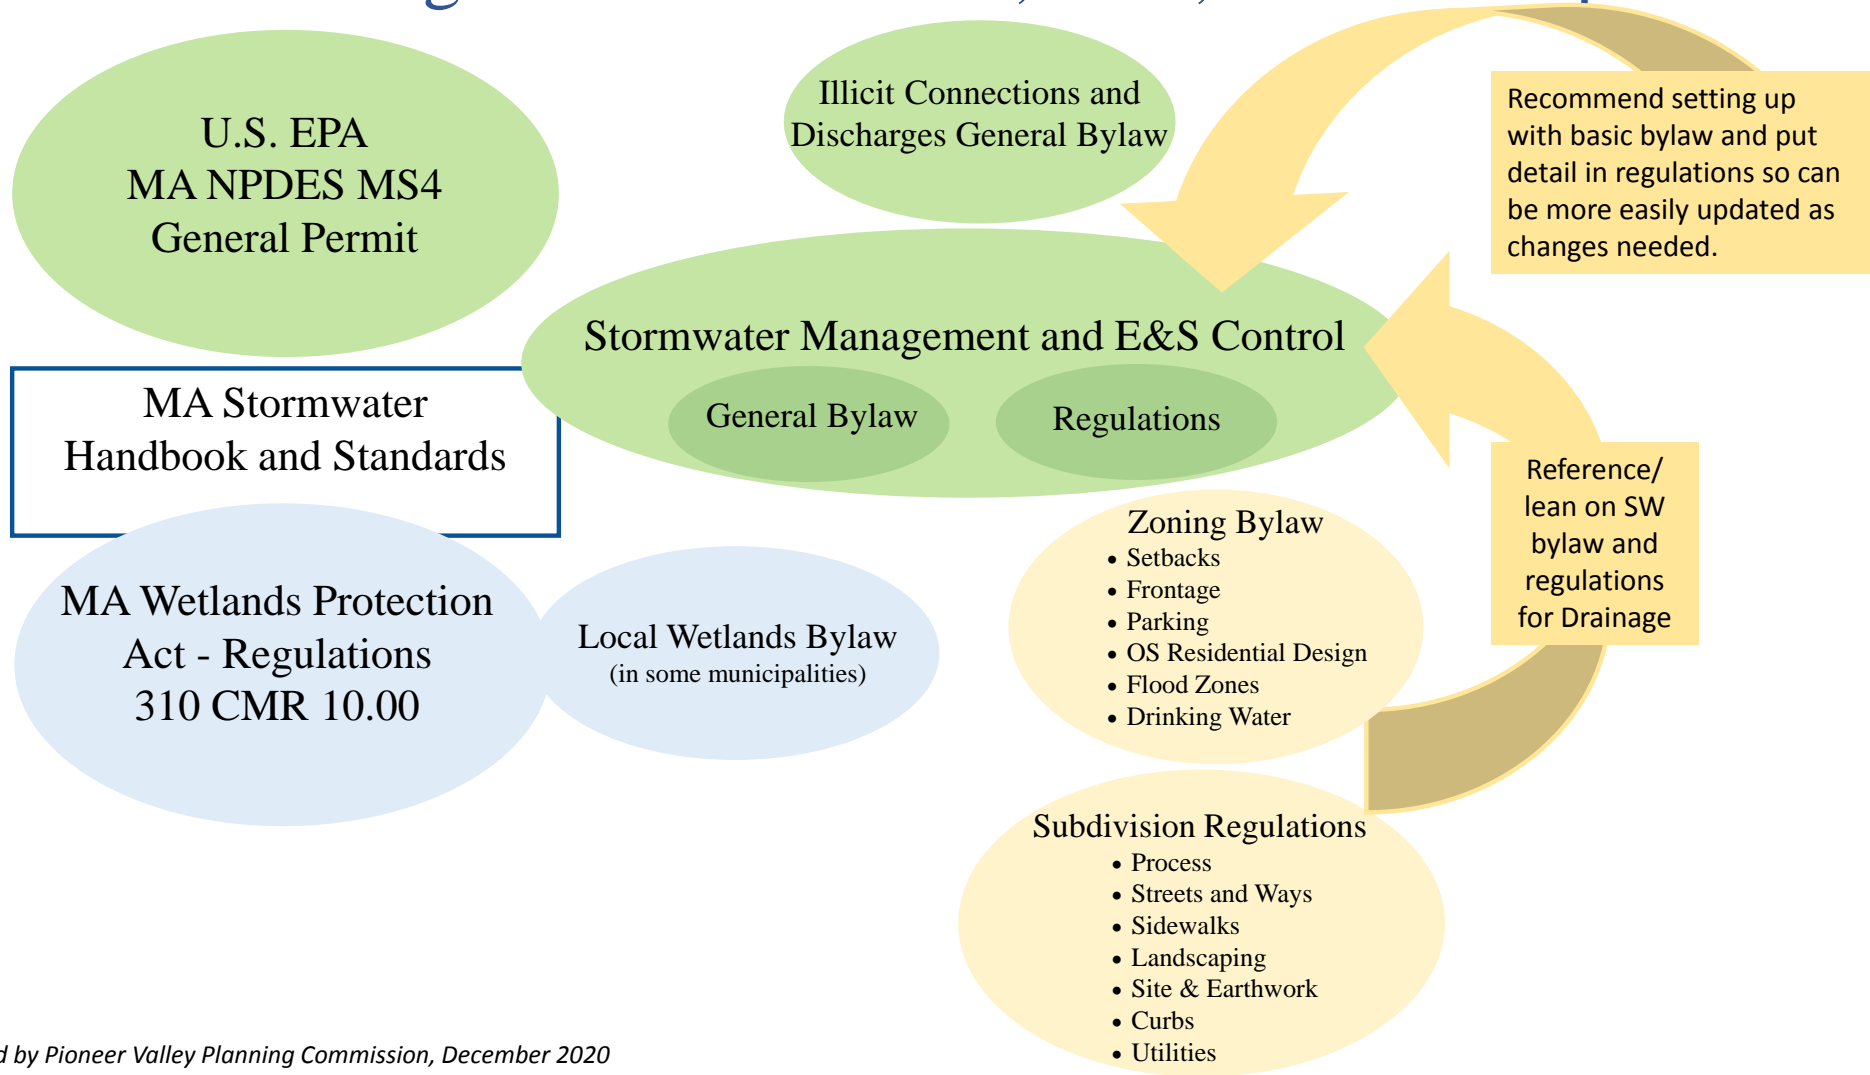 U.S. EPA
MA NPDES MS4
General Permit
Illicit Connections and
Discharges General Bylaw
Recommend setting up
with basic bylaw and put
detail in regulations so can
be more easily updated as
changes needed.
Stormwater Management and E&S Control
General Bylaw
Regulations
MA Stormwater
Handbook and Standards
Reference/
lean on SW
bylaw and
regulations
for Drainage
MA Wetlands Protection
Act - Regulations
310 CMR 10.00
Local Wetlands Bylaw
(in some municipalities)
Zoning Bylaw
• Setbacks
• Frontage
• Parking
• OS Residential Design
• Flood Zones
• Drinking Water
Subdivision Regulations
• Process
• Streets and Ways
• Sidewalks
• Landscaping
• Site & Earthwork
• Curbs
• Utilities
by Pioneer Valley Planning Commission, December 2020